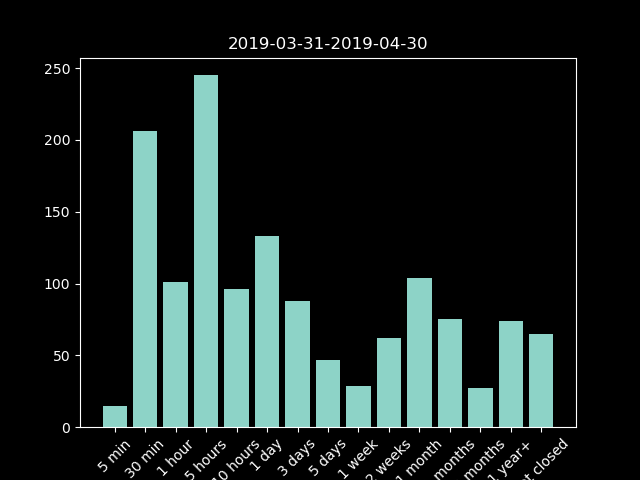 2019-03-31-2019-04-30
250
200
150
100
50
0
5 min
30 min
1 hour
5 hours
10 hours
1 day
3 days
5 days
1 week
2 weeks
1 month
months
months
1 year+
closed